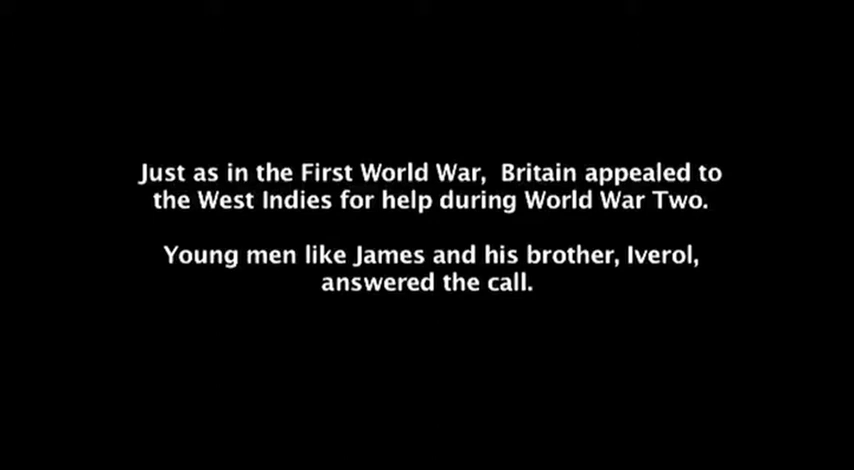 Just as in the First World War,  Britain appealed to
the West Indies for help during World War Two.
Young men like James and his brother, Iverol,
answered the call.